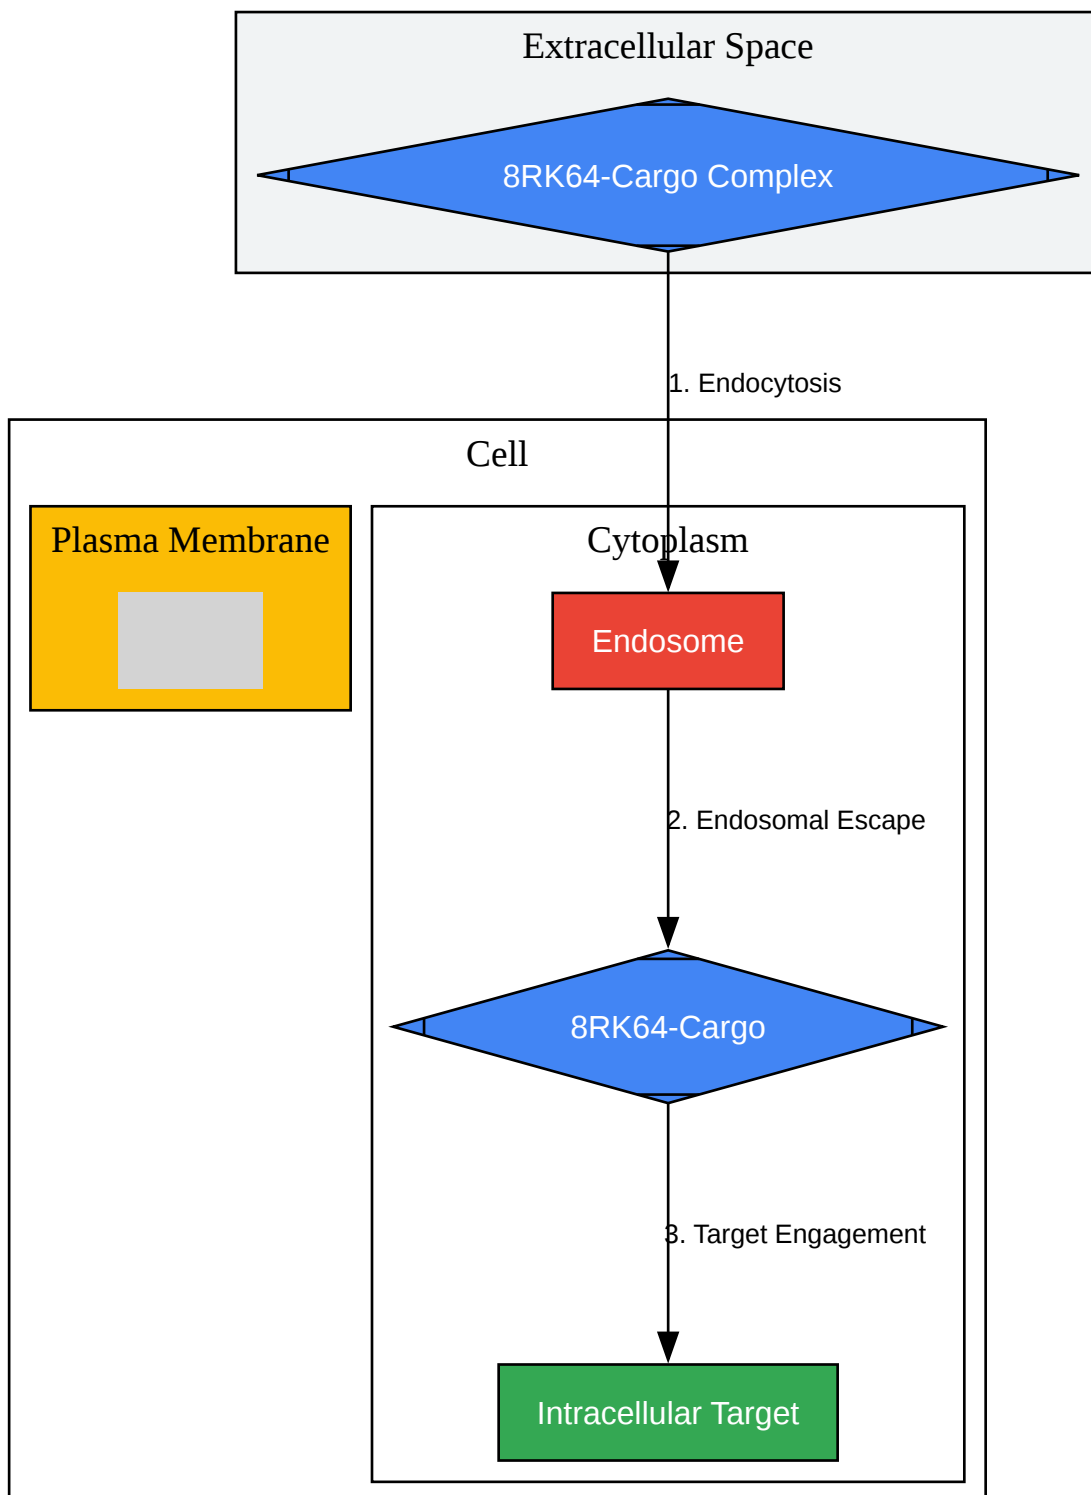 Extracellular Space
8RK64-Cargo Complex
1. Endocytosis
Cell
Plasma Membrane
Cytoplasm
Endosome
2. Endosomal Escape
8RK64-Cargo
3. Target Engagement
Intracellular Target